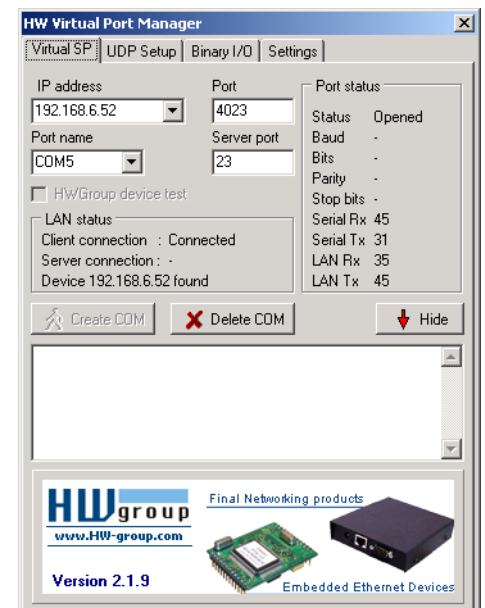 HW Virtual Port Manager
Virtual SP UDP Setup Binary I/O Settings
IP address Port
192.168.6.52 4023
Port name Server port
COM5 23
HWGroup device test
LAN status
Client connection : Connected
Server connection : -
Device 192.168.6.52 found
Port status
Status Opened
Baud -
Bits -
Parity -
Stop bits -
Serial Rx 45
Serial Tx 31
LAN Rx 35
LAN Tx 45
Create COM Delete COM Hide
HWgroup
www.HW-group.com
Version 2.1.9
Final Networking products
Embedded Ethernet Devices